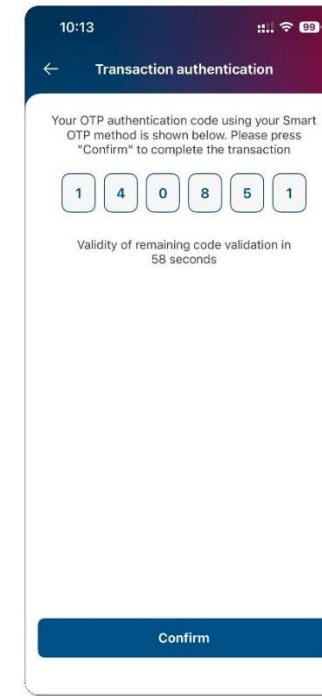 10:13
99
Transaction authentication
Your OTP authentication code using your Smart
OTP method is shown below. Please press
"Confirm" to complete the transaction
1 4 0 8 5 1
Validity of remaining code validation in
58 seconds
Confirm